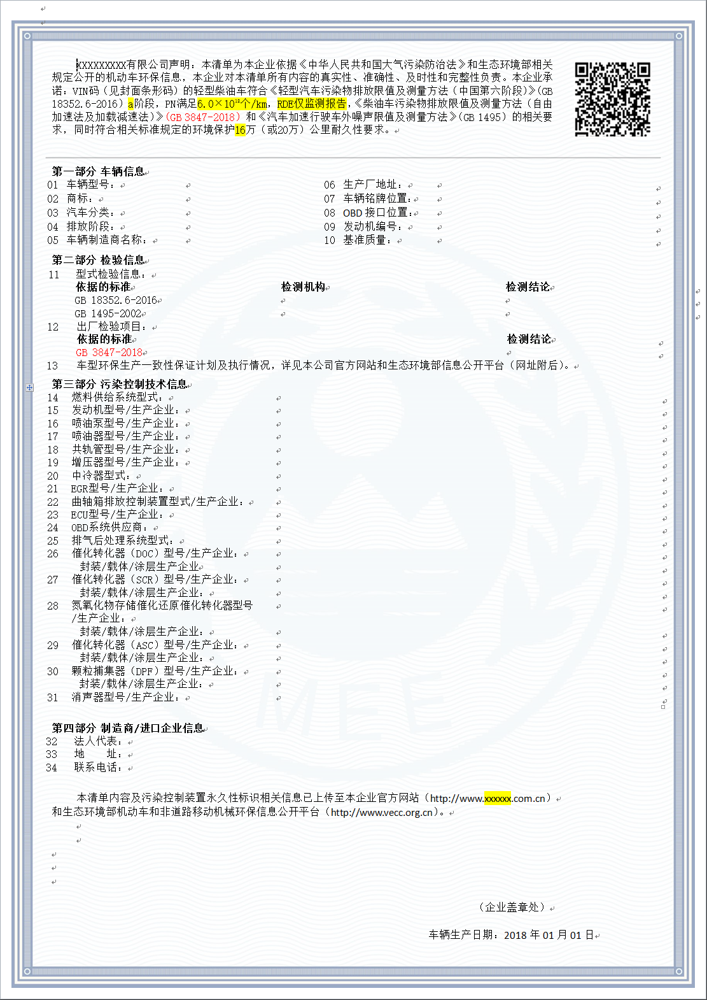 XXXXXXXXX有限公司声明：本清单为本企业依据《中华人民共和国大气污染防治法》和生态环境部相关
规定公开的机动车环保信息，本企业对本清单所有内容的真实性、准确性、及时性和完整性负责。本企业承
诺：VIN码（见封面条形码）的轻型柴油车符合《轻型汽车污染物排放限值及测量方法（中国第六阶段）》（GB
18352.6-2016）a阶段，PN满足6.0×10¹²个/km，RDE仅监测报告，《柴油车污染物排放限值及测量方法（自由
加速法及加载减速法）》（GB 3847-2018）和《汽车加速行驶车外噪声限值及测量方法》（GB 1495）的相关要
求，同时符合相关标准规定的环境保护16万（或20万）公里耐久性要求。
第一部分 车辆信息
01 车辆型号： 06 生产厂地址：
02 商标： 07 车辆铭牌位置：
03 汽车分类： 08 OBD 接口位置：
04 排放阶段： 09 发动机编号：
05 车辆制造商名称： 10 基准质量：
第二部分 检验信息
11 型式检验信息：
依据的标准 检测机构 检测结论
GB 18352.6-2016
GB 1495-2002
12 出厂检验项目：
依据的标准 检测结论
GB 3847-2018
13 车型环保生产一致性保证计划及执行情况，详见本公司官方网站和生态环境部信息公开平台（网址附后）。
第三部分 污染控制技术信息
14 燃料供给系统型式：
15 发动机型号/生产企业：
16 喷油泵型号/生产企业：
17 喷油器型号/生产企业：
18 共轨管型号/生产企业：
19 增压器型号/生产企业：
20 中冷器型式：
21 EGR型号/生产企业：
22 曲轴箱排放控制装置型式/生产企业：
23 ECU型号/生产企业：
24 OBD系统供应商：
25 排气后处理系统型式：
26 催化转化器（DOC）型号/生产企业：
封装/载体/涂层生产企业
27 催化转化器（SCR）型号/生产企业：
封装/载体/涂层生产企业：
28 氮氧化物存储催化还原催化转化器型号
/生产企业：
封装/载体/涂层生产企业：
29 催化转化器（ASC）型号/生产企业：
封装/载体/涂层生产企业：
30 颗粒捕集器（DPF）型号/生产企业：
封装/载体/涂层生产企业：
31 消声器型号/生产企业：
MEE
第四部分 制造商/进口企业信息
32 法人代表：
33 地 址：
34 联系电话：
本清单内容及污染控制装置永久性标识相关信息已上传至本企业官方网站（http://www.xxxxxx.com.cn）
和生态环境部机动车和非道路移动机械环保信息公开平台（http://www.vecc.org.cn）。
（企业盖章处）
车辆生产日期：2018 年 01 月 01 日